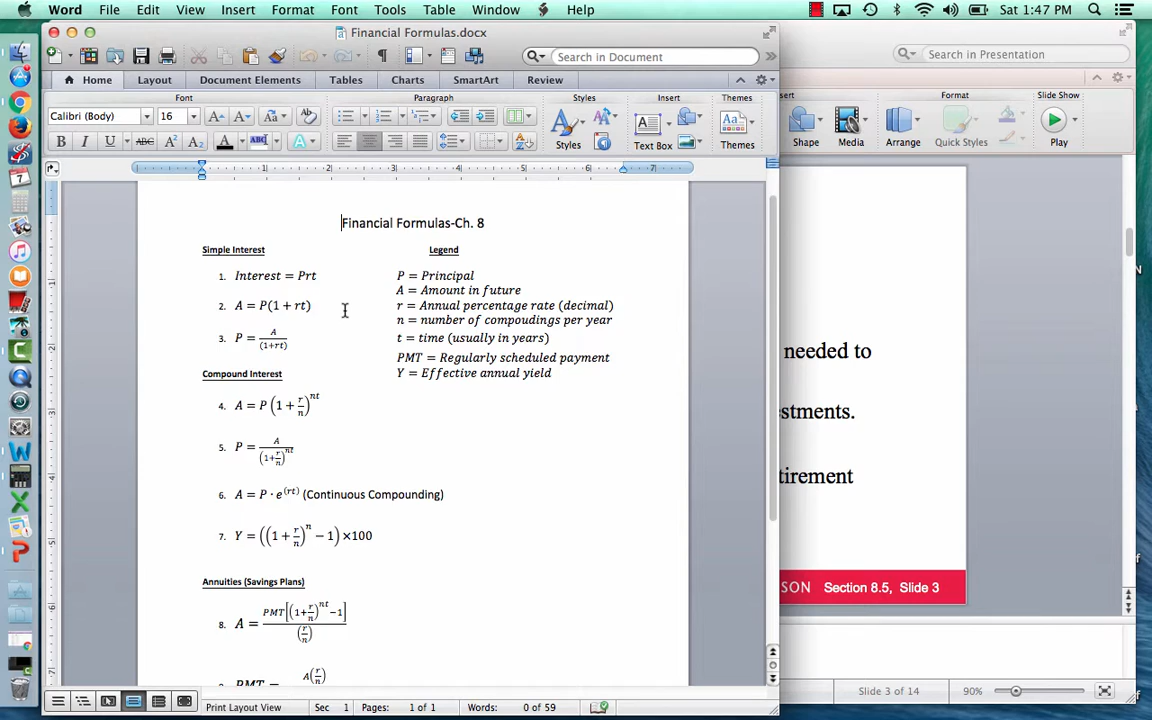 Word File Edit View Insert Format Font Tools Table Window Help Sat 1:47 PM
Financial Formulas.docx
Search in Document
Search in Presentation
Home Layout Document Elements Tables Charts SmartArt Review
Font Paragraph Styles Insert Themes
Calibri (Body) 16
Styles Text Box Themes
Format Slide Show
Shape Media Arrange Quick Styles Play
Financial Formulas-Ch. 8
Simple Interest
1. Interest = Prt
2. A = P(1 + rt)
3. P = A/(1+rt)
Legend
P = Principal
A = Amount in future
r = Annual percentage rate (decimal)
n = number of compoudings per year
t = time (usually in years)
PMT = Regularly scheduled payment
Y = Effective annual yield
Compound Interest
4. A = P (1 + r/n)^nt
5. P = A/(1+r/n)^nt
6. A = P · e^(rt) (Continuous Compounding)
7. Y = ((1 + r/n)^n − 1) ×100
Annuities (Savings Plans)
8. A = PMT[(1+r/n)^nt −1]/(r/n)
PMT = A(r/n)
needed to
stments.
tirement
SON Section 8.5, Slide 3
Print Layout View Sec 1 Pages: 1 of 1 Words: 0 of 59
Slide 3 of 14 90%